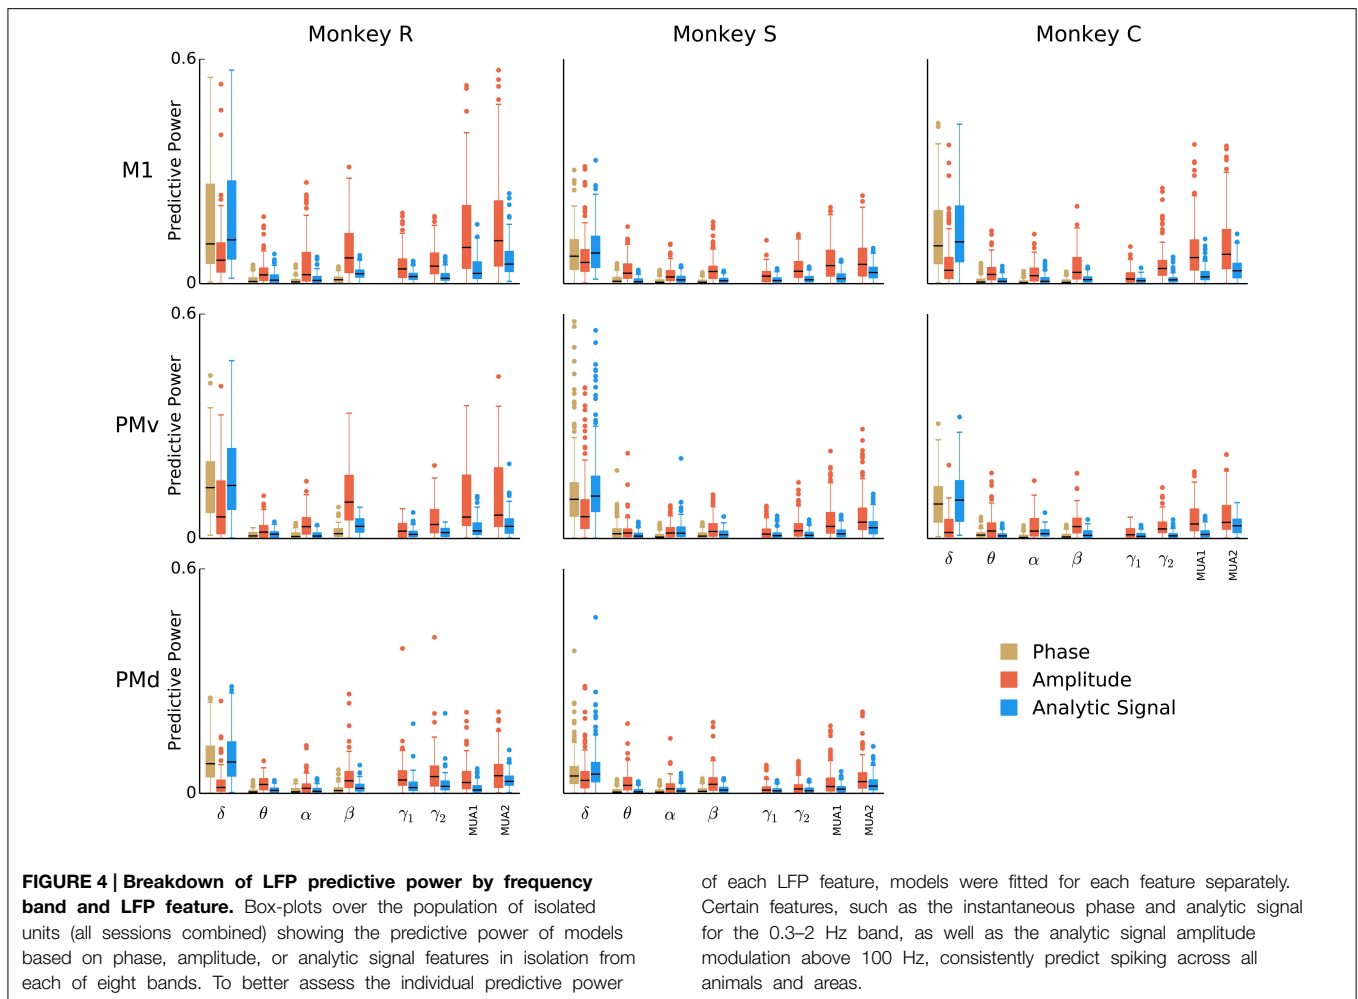 Monkey R Monkey S Monkey C
0.6
M1
Predictive Power
0
0.6
PMv
Predictive Power
0
δ θ α β γ1 γ2 MUA1 MUA2
0.6
PMd
Predictive Power
0
δ θ α β γ1 γ2 MUA1 MUA2
δ θ α β γ1 γ2 MUA1 MUA2
Phase
Amplitude
Analytic Signal
FIGURE 4 | Breakdown of LFP predictive power by frequency
band and LFP feature. Box-plots over the population of isolated
units (all sessions combined) showing the predictive power of models
based on phase, amplitude, or analytic signal features in isolation from
each of eight bands. To better assess the individual predictive power
of each LFP feature, models were fitted for each feature separately.
Certain features, such as the instantaneous phase and analytic signal
for the 0.3–2 Hz band, as well as the analytic signal amplitude
modulation above 100 Hz, consistently predict spiking across all
animals and areas.